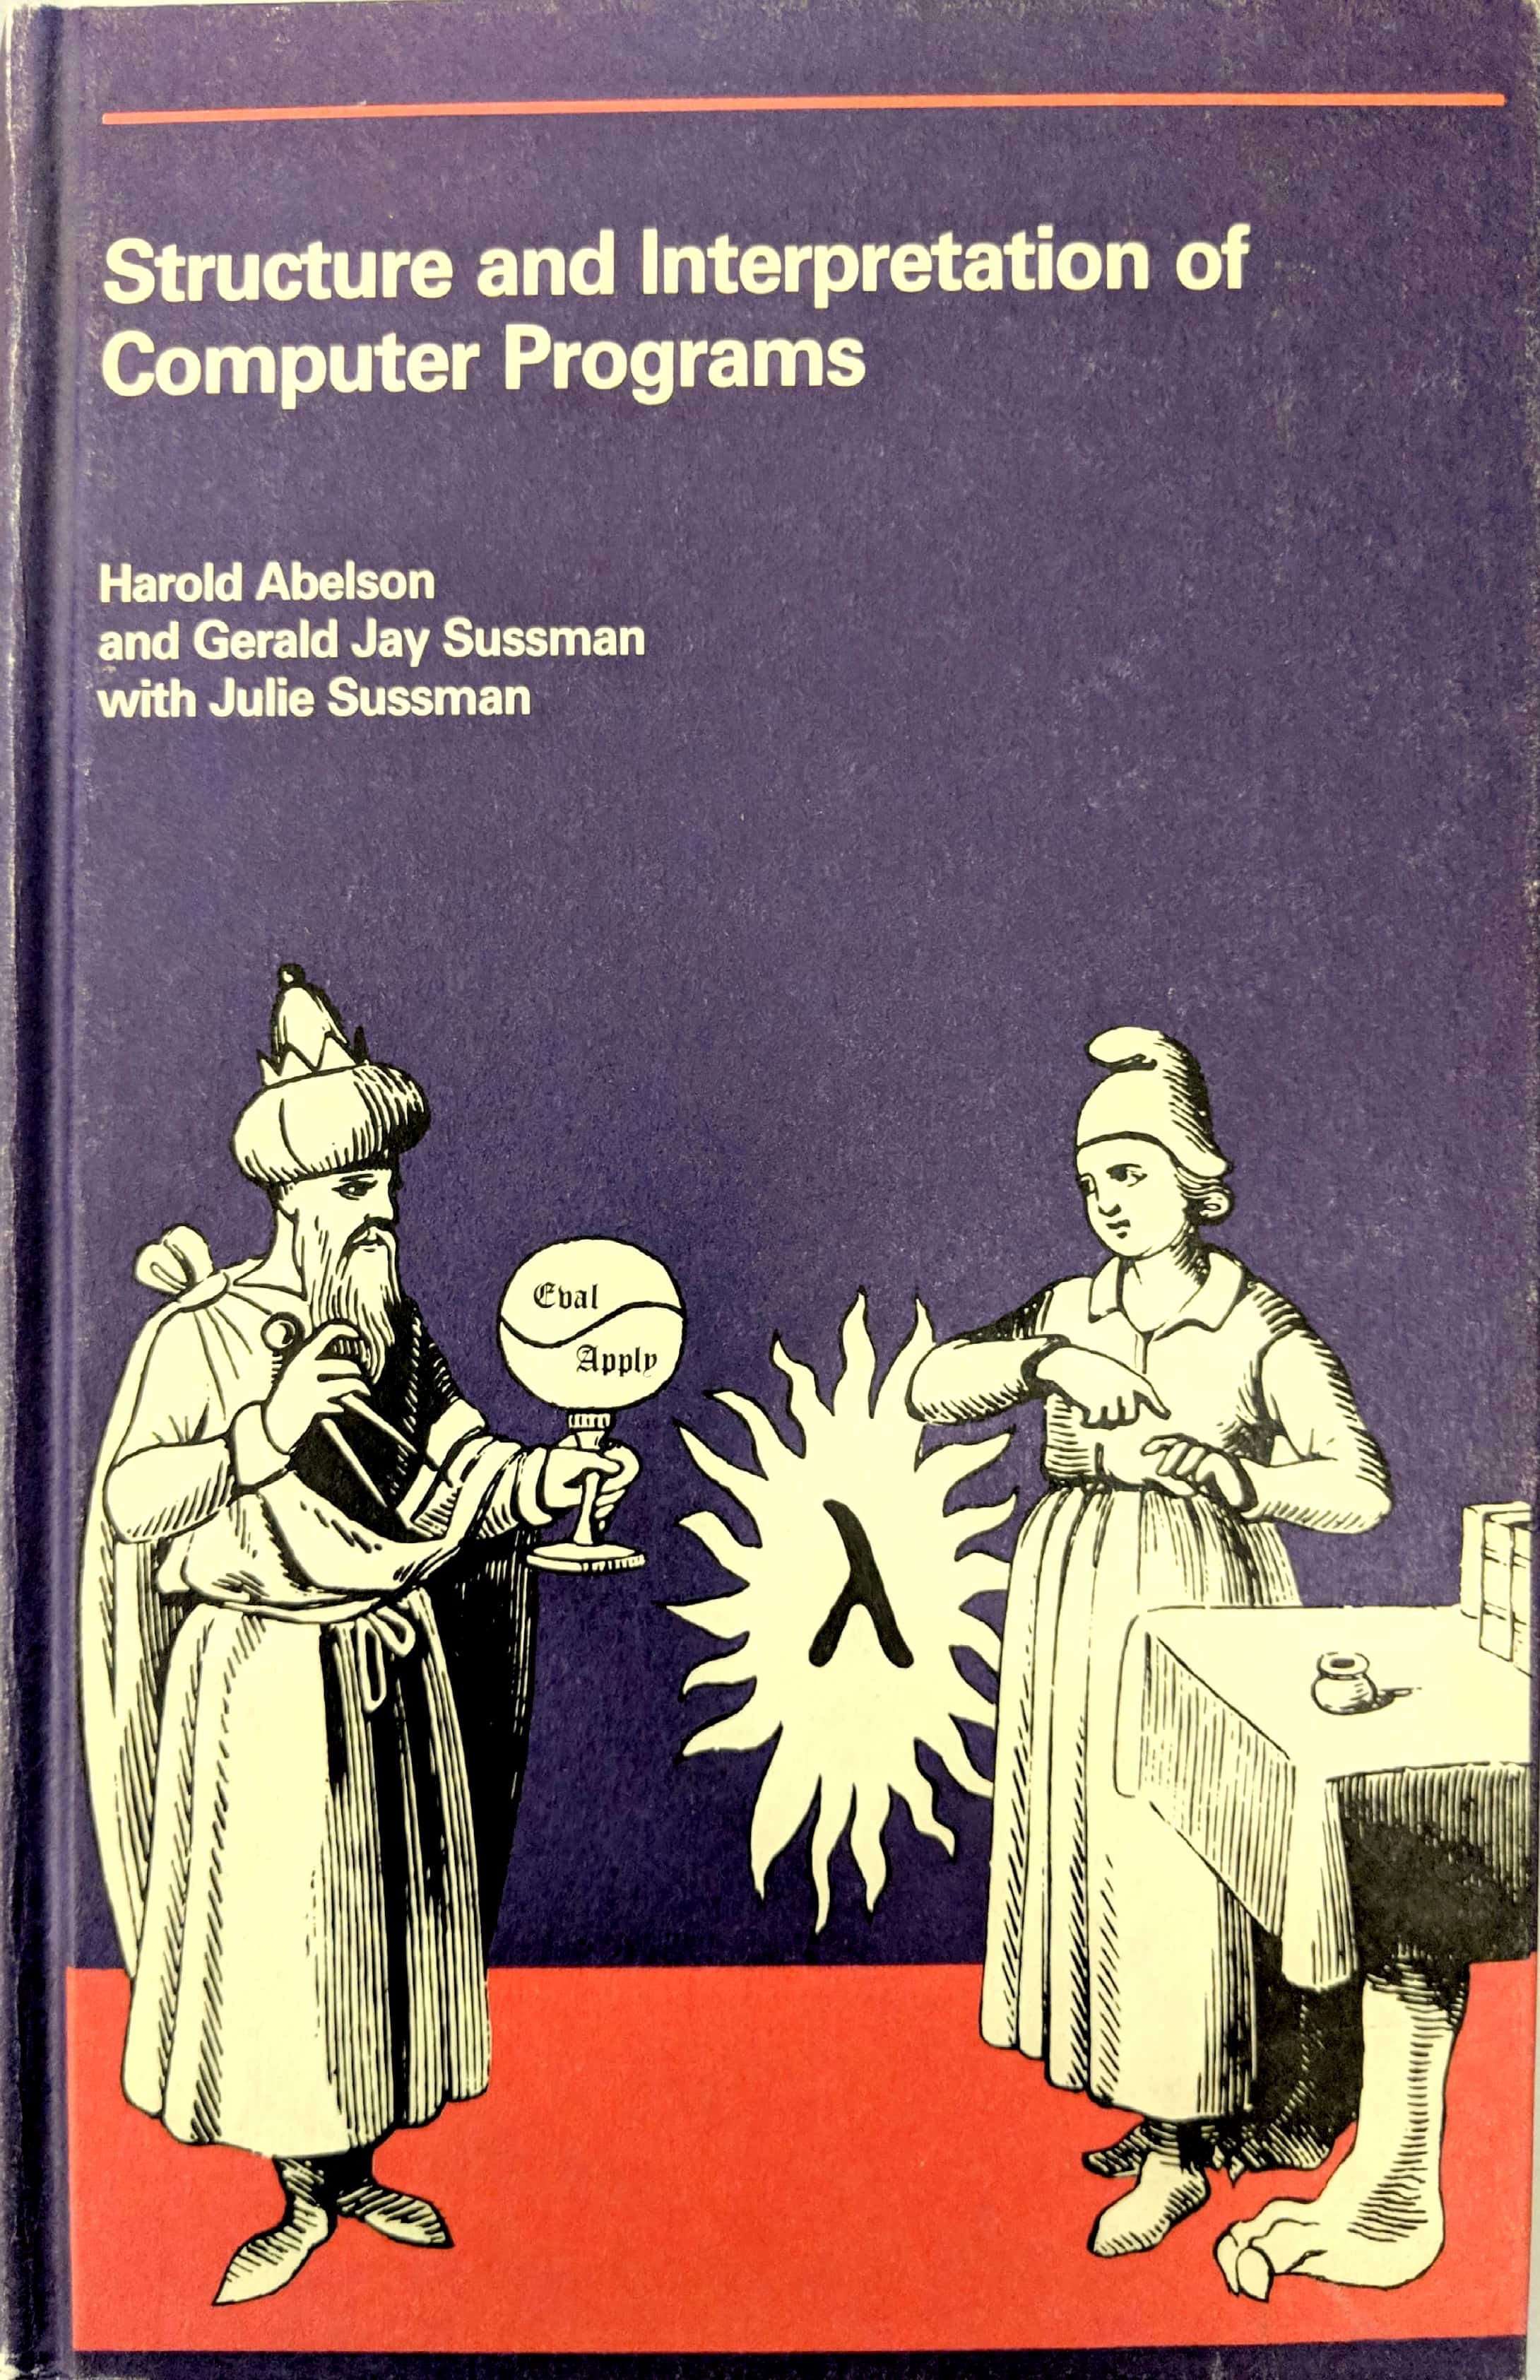 Structure and Interpretation of
Computer Programs
Harold Abelson
and Gerald Jay Sussman
with Julie Sussman
Eval
Apply
λ